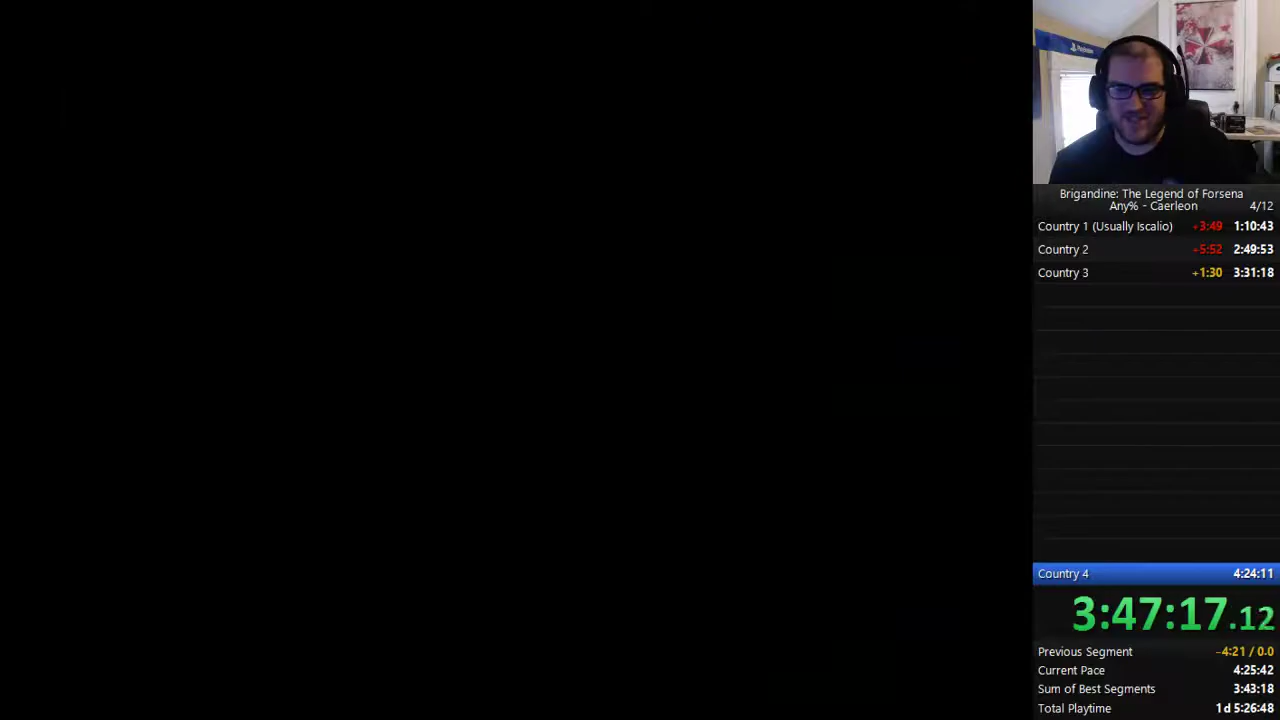 PlayStation
Brigandine: The Legend of Forsena
Any% - Caerleon 4/12
Country 1 (Usually Iscalio) +3:49 1:10:43
Country 2 +5:52 2:49:53
Country 3 +1:30 3:31:18
Country 4 4:24:11
3:47:17.12
Previous Segment -4:21 / 0.0
Current Pace 4:25:42
Sum of Best Segments 3:43:18
Total Playtime 1 d 5:26:48